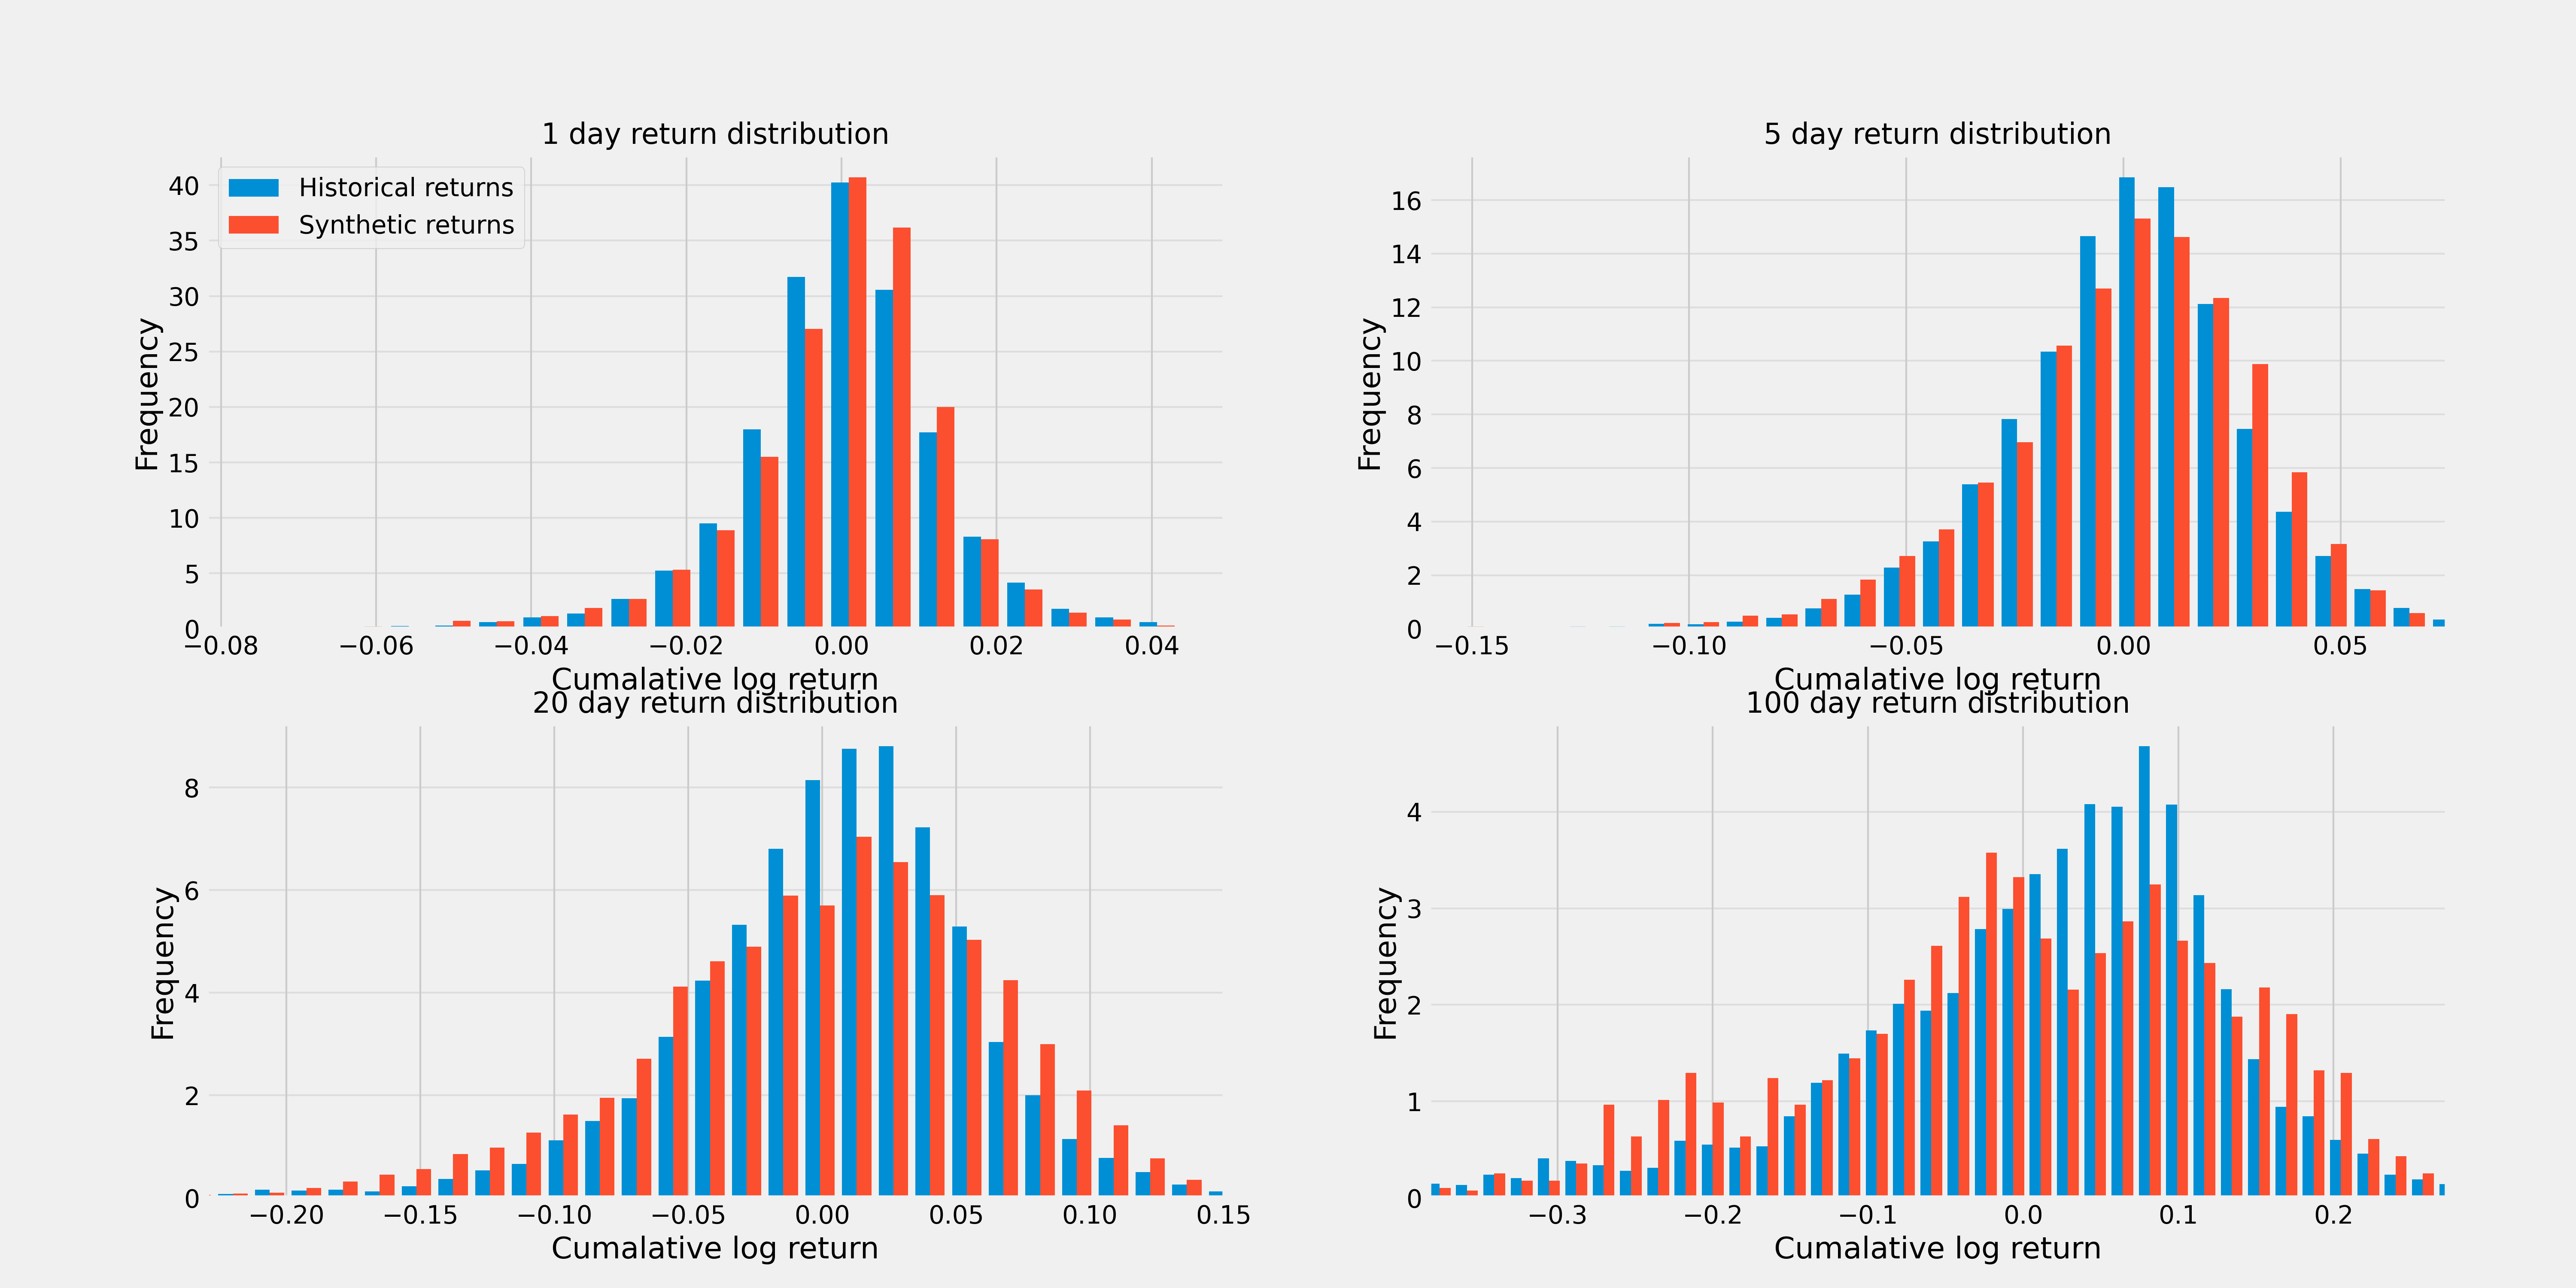 1 day return distribution
Historical returns
Synthetic returns
Frequency
40
35
30
25
20
15
10
5
0
−0.08 −0.06 −0.04 −0.02 0.00 0.02 0.04
Cumalative log return
5 day return distribution
Frequency
16
14
12
10
8
6
4
2
0
−0.15 −0.10 −0.05 0.00 0.05
Cumalative log return
20 day return distribution
Frequency
8
6
4
2
0
−0.20 −0.15 −0.10 −0.05 0.00 0.05 0.10 0.15
Cumalative log return
100 day return distribution
Frequency
4
3
2
1
0
−0.3 −0.2 −0.1 0.0 0.1 0.2
Cumalative log return